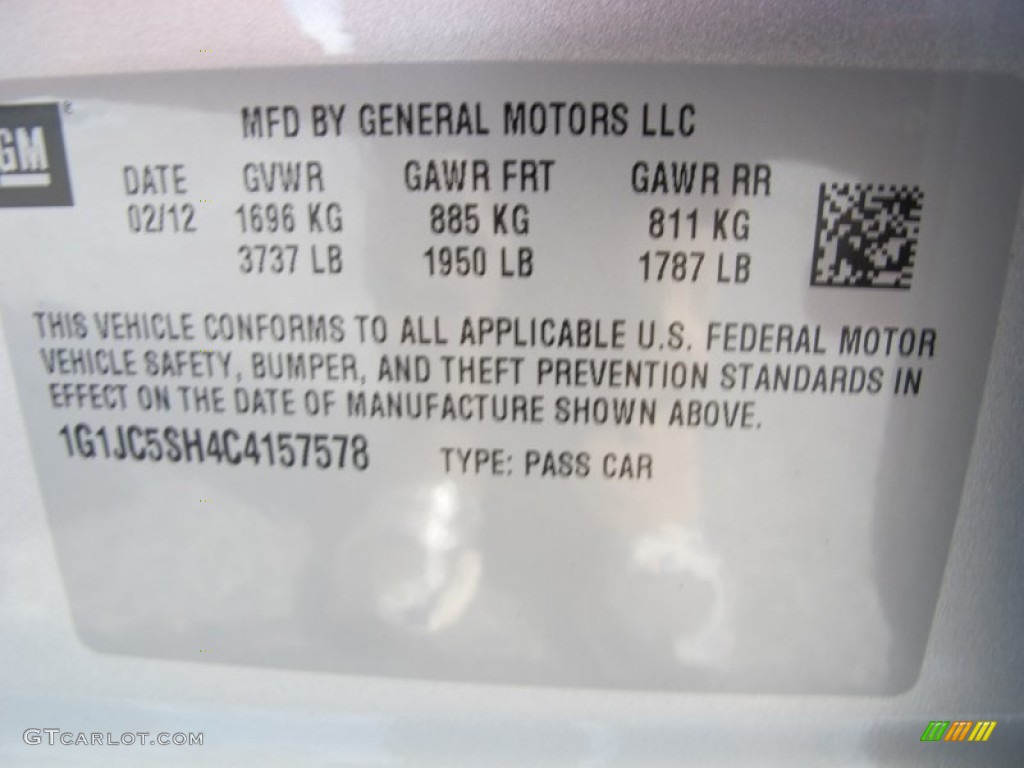 GM®
MFD BY GENERAL MOTORS LLC
DATE GVWR GAWR FRT GAWR RR
02/12 1696 KG 885 KG 811 KG
3737 LB 1950 LB 1787 LB
THIS VEHICLE CONFORMS TO ALL APPLICABLE U.S. FEDERAL MOTOR
VEHICLE SAFETY, BUMPER, AND THEFT PREVENTION STANDARDS IN
EFFECT ON THE DATE OF MANUFACTURE SHOWN ABOVE.
1G1JC5SH4C4157578 TYPE: PASS CAR
GTCARLOT.COM